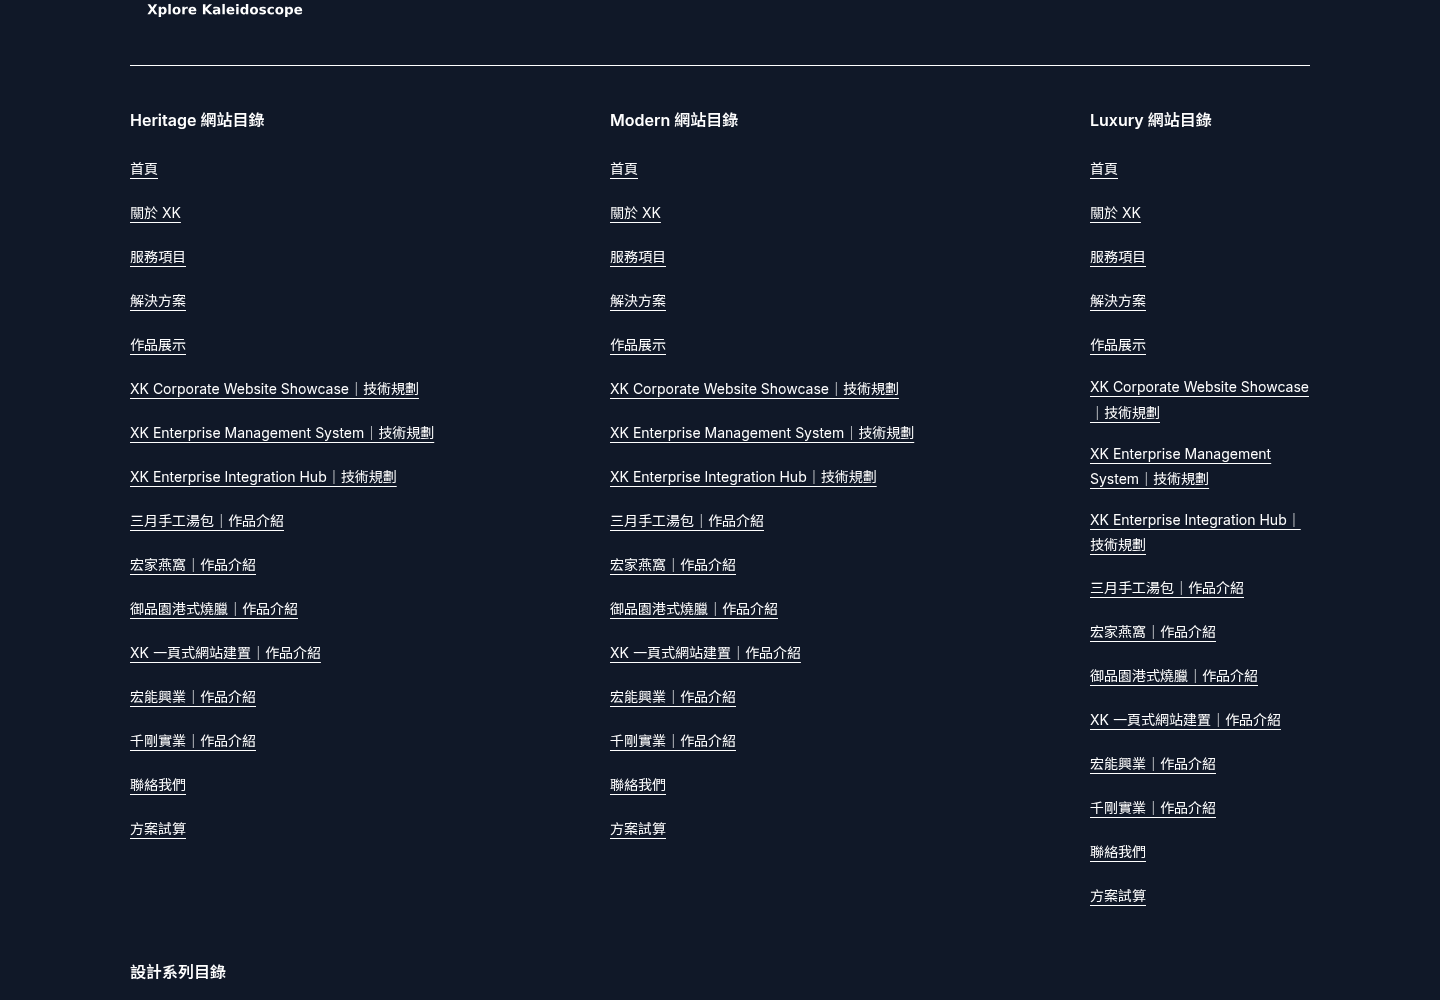 Xplore Kaleidoscope
Heritage 網站目錄
首頁
關於 XK
服務項目
解決方案
作品展示
XK Corporate Website Showcase｜技術規劃
XK Enterprise Management System｜技術規劃
XK Enterprise Integration Hub｜技術規劃
三月手工湯包｜作品介紹
宏家燕窩｜作品介紹
御品園港式燒臘｜作品介紹
XK 一頁式網站建置｜作品介紹
宏能興業｜作品介紹
千剛實業｜作品介紹
聯絡我們
方案試算
Modern 網站目錄
首頁
關於 XK
服務項目
解決方案
作品展示
XK Corporate Website Showcase｜技術規劃
XK Enterprise Management System｜技術規劃
XK Enterprise Integration Hub｜技術規劃
三月手工湯包｜作品介紹
宏家燕窩｜作品介紹
御品園港式燒臘｜作品介紹
XK 一頁式網站建置｜作品介紹
宏能興業｜作品介紹
千剛實業｜作品介紹
聯絡我們
方案試算
Luxury 網站目錄
首頁
關於 XK
服務項目
解決方案
作品展示
XK Corporate Website Showcase
｜技術規劃
XK Enterprise Management
System｜技術規劃
XK Enterprise Integration Hub｜
技術規劃
三月手工湯包｜作品介紹
宏家燕窩｜作品介紹
御品園港式燒臘｜作品介紹
XK 一頁式網站建置｜作品介紹
宏能興業｜作品介紹
千剛實業｜作品介紹
聯絡我們
方案試算
設計系列目錄